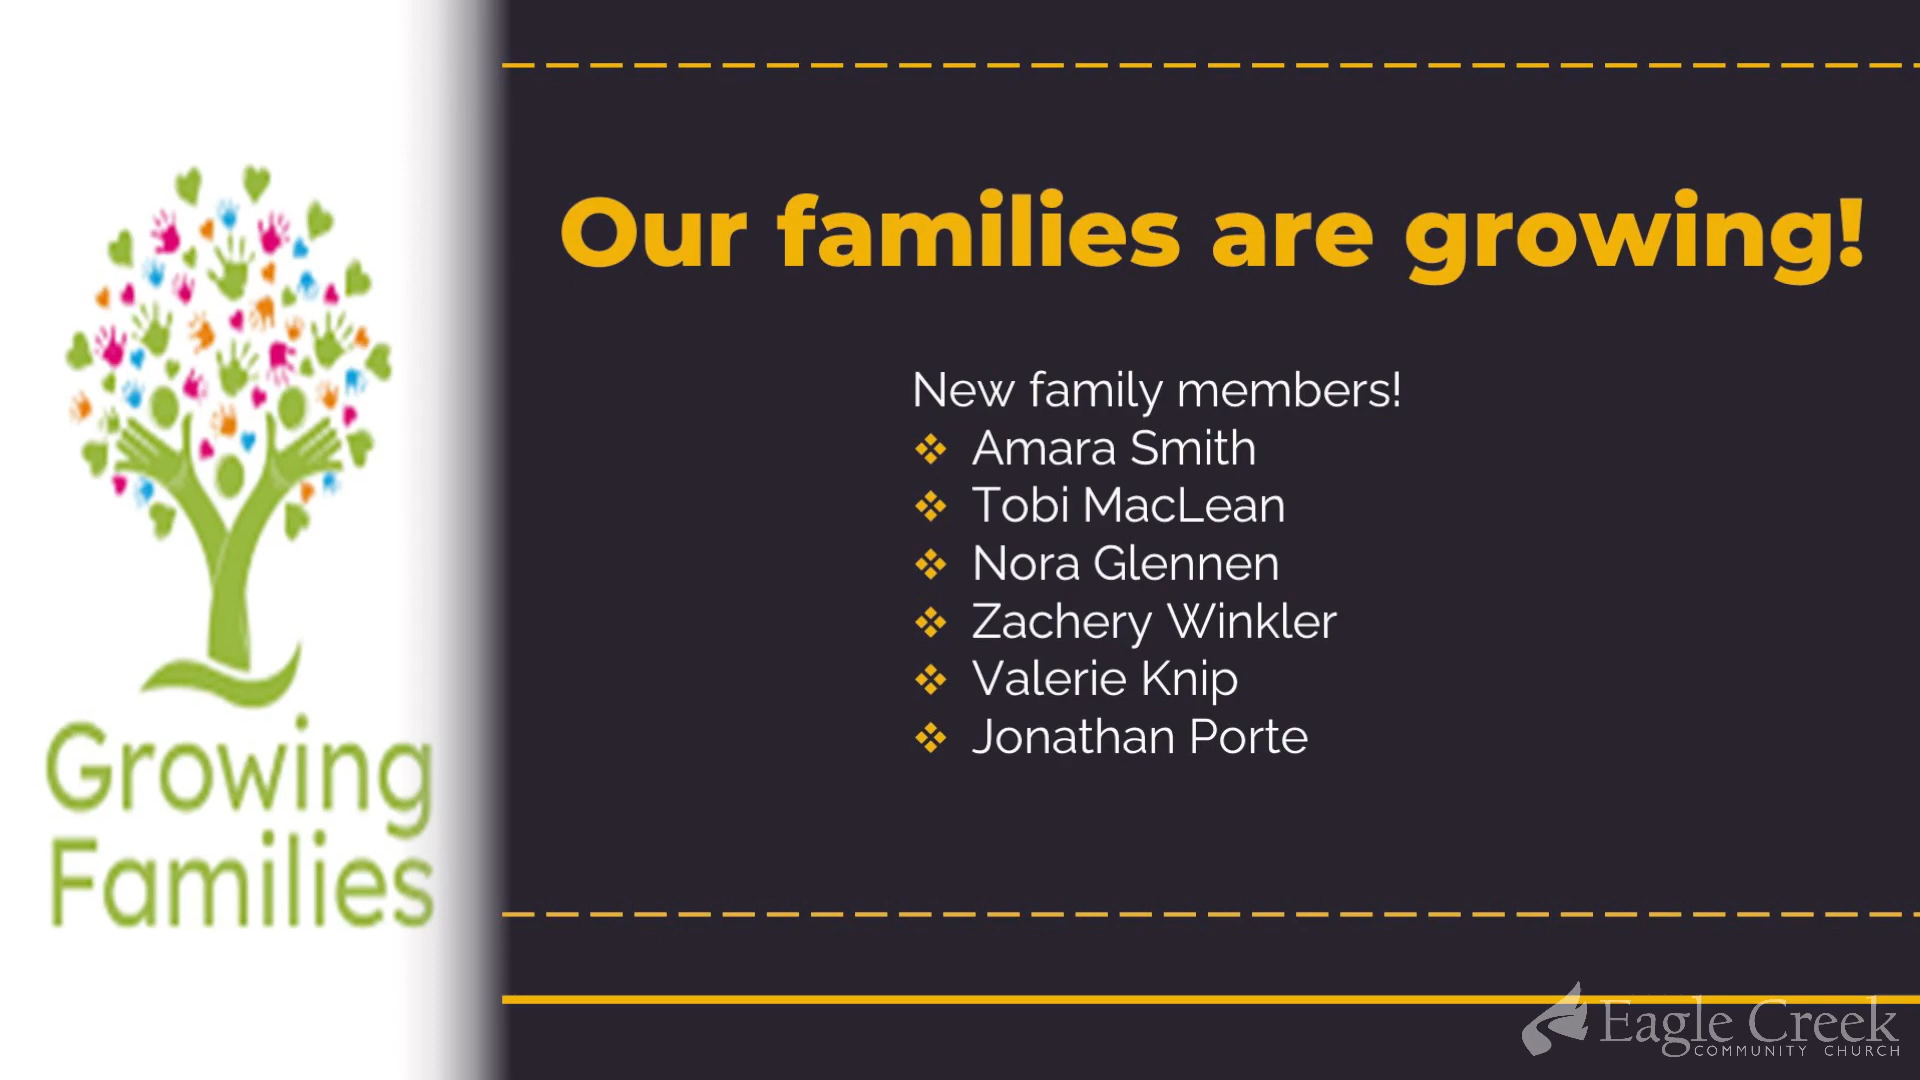 Our families are growing!
New family members!
❖ Amara Smith
❖ Tobi MacLean
❖ Nora Glennen
❖ Zachery Winkler
❖ Valerie Knip
❖ Jonathan Porte
Growing
Families
Eagle Creek
COMMUNITY CHURCH